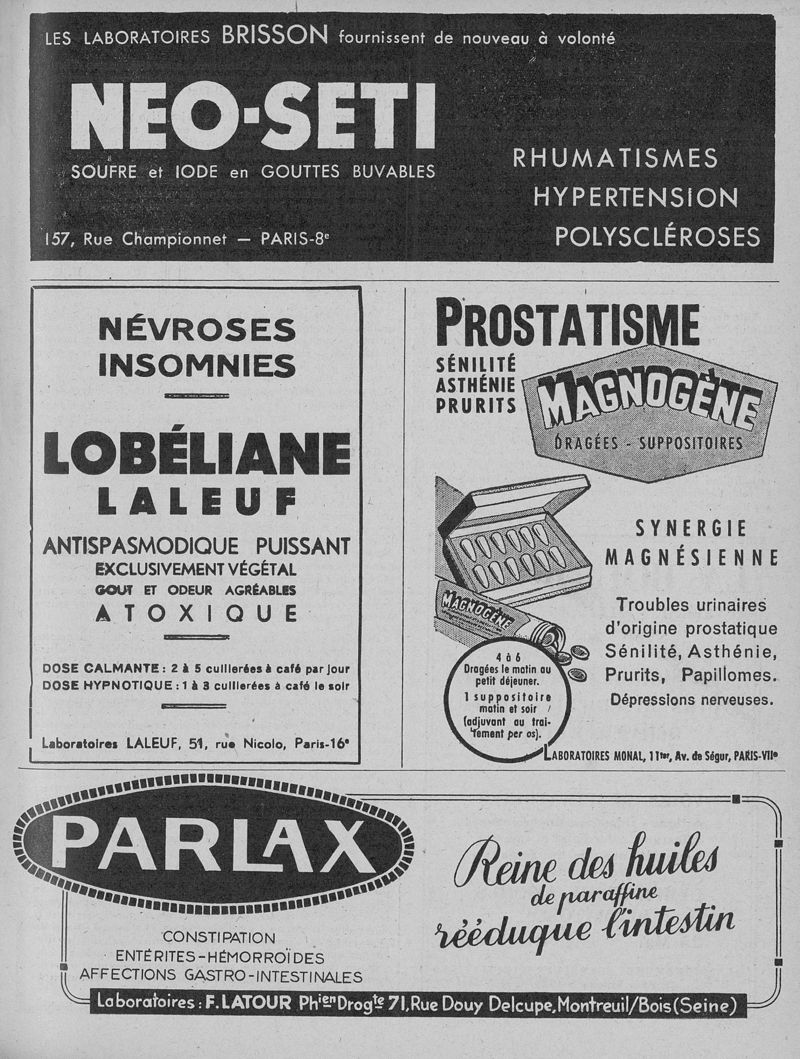 LES LABORATOIRES BRISSON fournissent de nouveau à volonté
NEO-SETI
SOUFRE et IODE en GOUTTES BUVABLES
RHUMATISMES
HYPERTENSION
POLYSCLÉROSES
157, Rue Championnet — PARIS-8e
NÉVROSES
INSOMNIES
LOBÉLIANE
LALEUF
ANTISPASMODIQUE PUISSANT
EXCLUSIVEMENT VÉGÉTAL
GOUT ET ODEUR AGRÉABLES
ATOXIQUE
DOSE CALMANTE : 2 à 5 cuillerées à café par jour
DOSE HYPNOTIQUE : 1 à 3 cuillerées à café le soir
Laboratoires LALEUF, 51, rue Nicolo, Paris-16e
PROSTATISME
SÉNILITÉ
ASTHÉNIE
PRURITS
MAGNOGÈNE
DRAGÉES - SUPPOSITOIRES
SYNERGIE
MAGNÉSIENNE
MAGNOGÈNE
Troubles urinaires
d'origine prostatique
Sénilité, Asthénie,
Prurits, Papillomes.
Dépressions nerveuses.
4 à 6
Dragées le matin au
petit déjeuner.
1 suppositoire
matin et soir
(adjuvant au trai-
tement per os).
LABORATOIRES MONAL, 11ter, Av. de Ségur, PARIS-VIIe
PARLAX
CONSTIPATION
ENTÉRITES-HÉMORROÏDES
AFFECTIONS GASTRO-INTESTINALES
Reine des huiles
de paraffine
rééduque l'intestin
Laboratoires : F. LATOUR Phien Drogte 71, Rue Douy Delcupe, Montreuil/Bois (Seine)